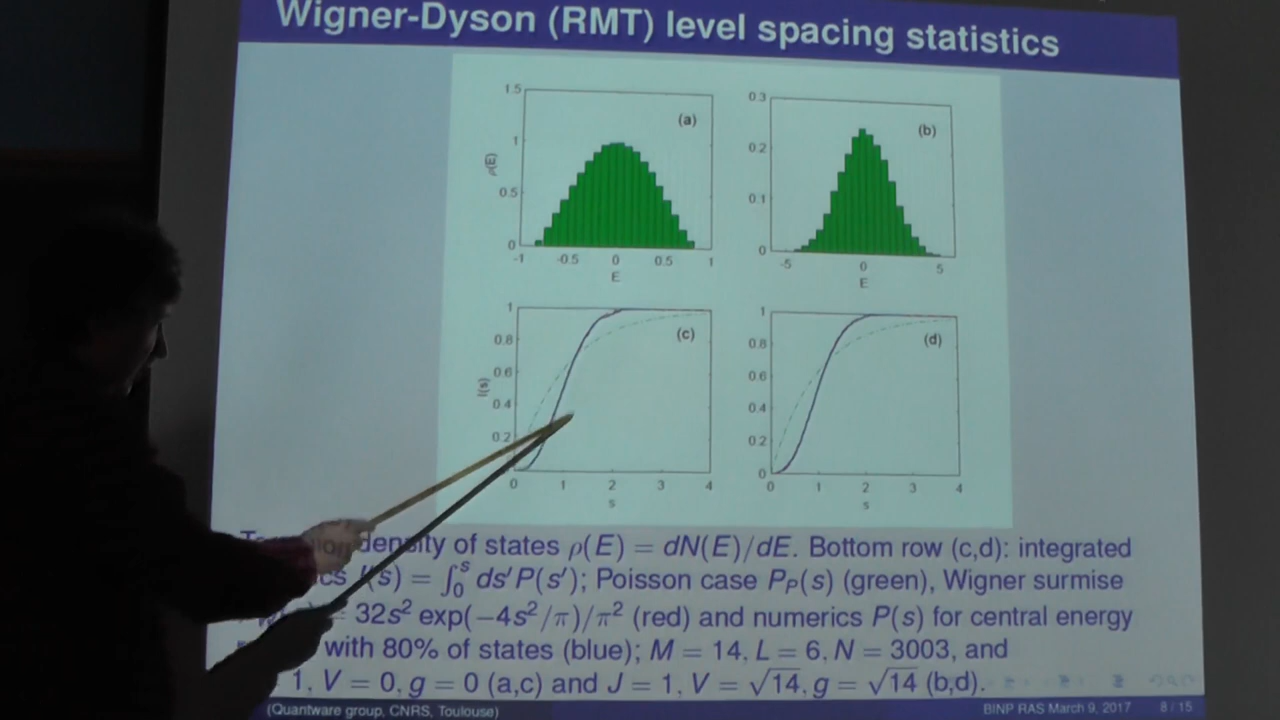 Wigner-Dyson (RMT) level spacing statistics
1.5
1
0.5
0
ρ(E)
(a)
-1 -0.5 0 0.5 1
E
0.3
0.2
0.1
0
(b)
-5 0 5
E
1
0.8
0.6
0.4
0.2
I(s)
(c)
0 1 2 3 4
s
1
0.8
0.6
0.4
0.2
0
(d)
0 1 2 3 4
s
density of states ρ(E) = dN(E)/dE. Bottom row (c,d): integrated
I(s) = ∫₀ˢ ds′P(s′); Poisson case P_P(s) (green), Wigner surmise
= 32s² exp(−4s²/π)/π² (red) and numerics P(s) for central energy
with 80% of states (blue); M = 14, L = 6, N = 3003, and
1, V = 0, g = 0 (a,c) and J = 1, V = √14, g = √14 (b,d).
(Quantware group, CNRS, Toulouse) BINP RAS March 9, 2017 8 / 15